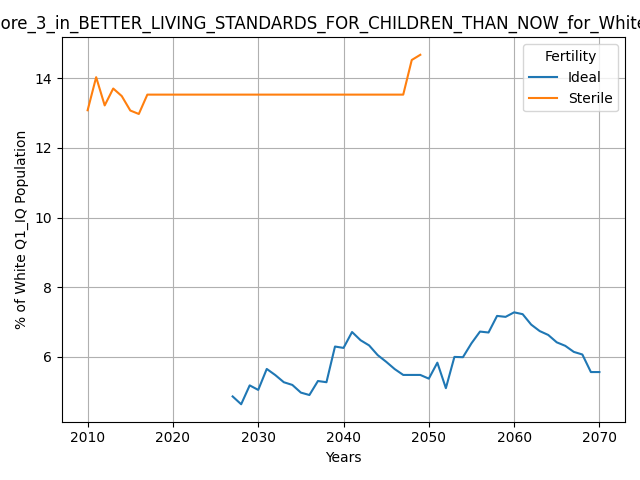 ore_3_in_BETTER_LIVING_STANDARDS_FOR_CHILDREN_THAN_NOW_for_White
Fertility
Ideal
Sterile
% of White Q1_IQ Population
14
12
10
8
6
2010 2020 2030 2040 2050 2060 2070
Years